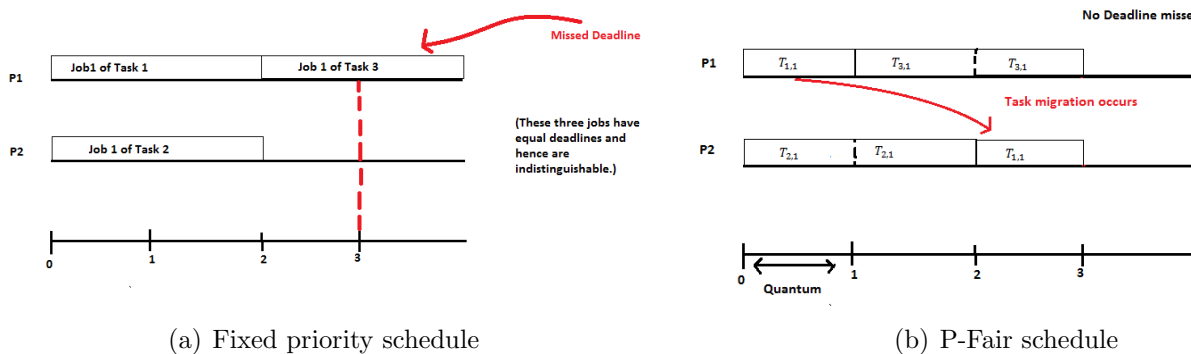 Missed Deadline
P1
Job1 of Task 1
Job 1 of Task 3
P2
Job 1 of Task 2
(These three jobs have
equal deadlines and
hence are
indistinguishable.)
0
1
2
3
(a) Fixed priority schedule
No Deadline misse
P1
T1,1
T3,1
T3,1
Task migration occurs
P2
T2,1
T2,1
T1,1
0
1
2
3
Quantum
(b) P-Fair schedule